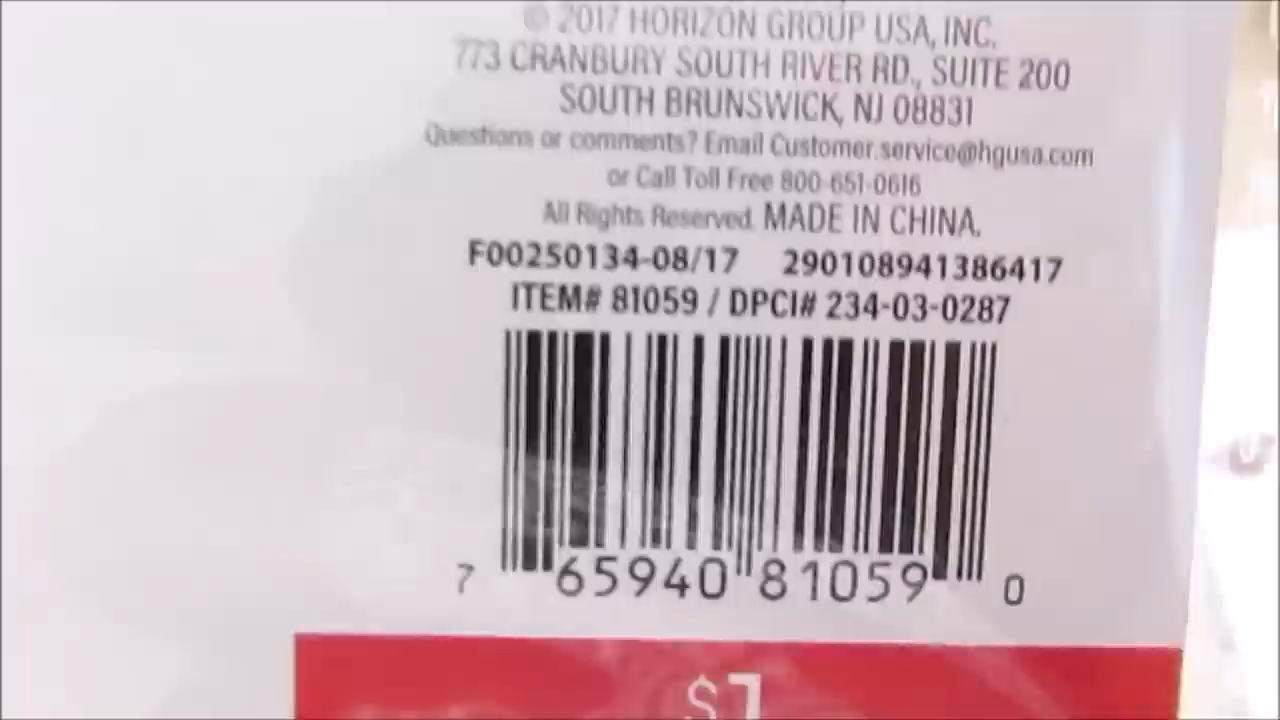 © 2017 HORIZON GROUP USA, INC.
773 CRANBURY SOUTH RIVER RD., SUITE 200
SOUTH BRUNSWICK, NJ 08831
Questions or comments? Email Customer.service@hgusa.com
or Call Toll Free 800-651-0616
All Rights Reserved. MADE IN CHINA.
F00250134-08/17 290108941386417
ITEM# 81059 / DPCI# 234-03-0287
7 65940 81059 0
$1